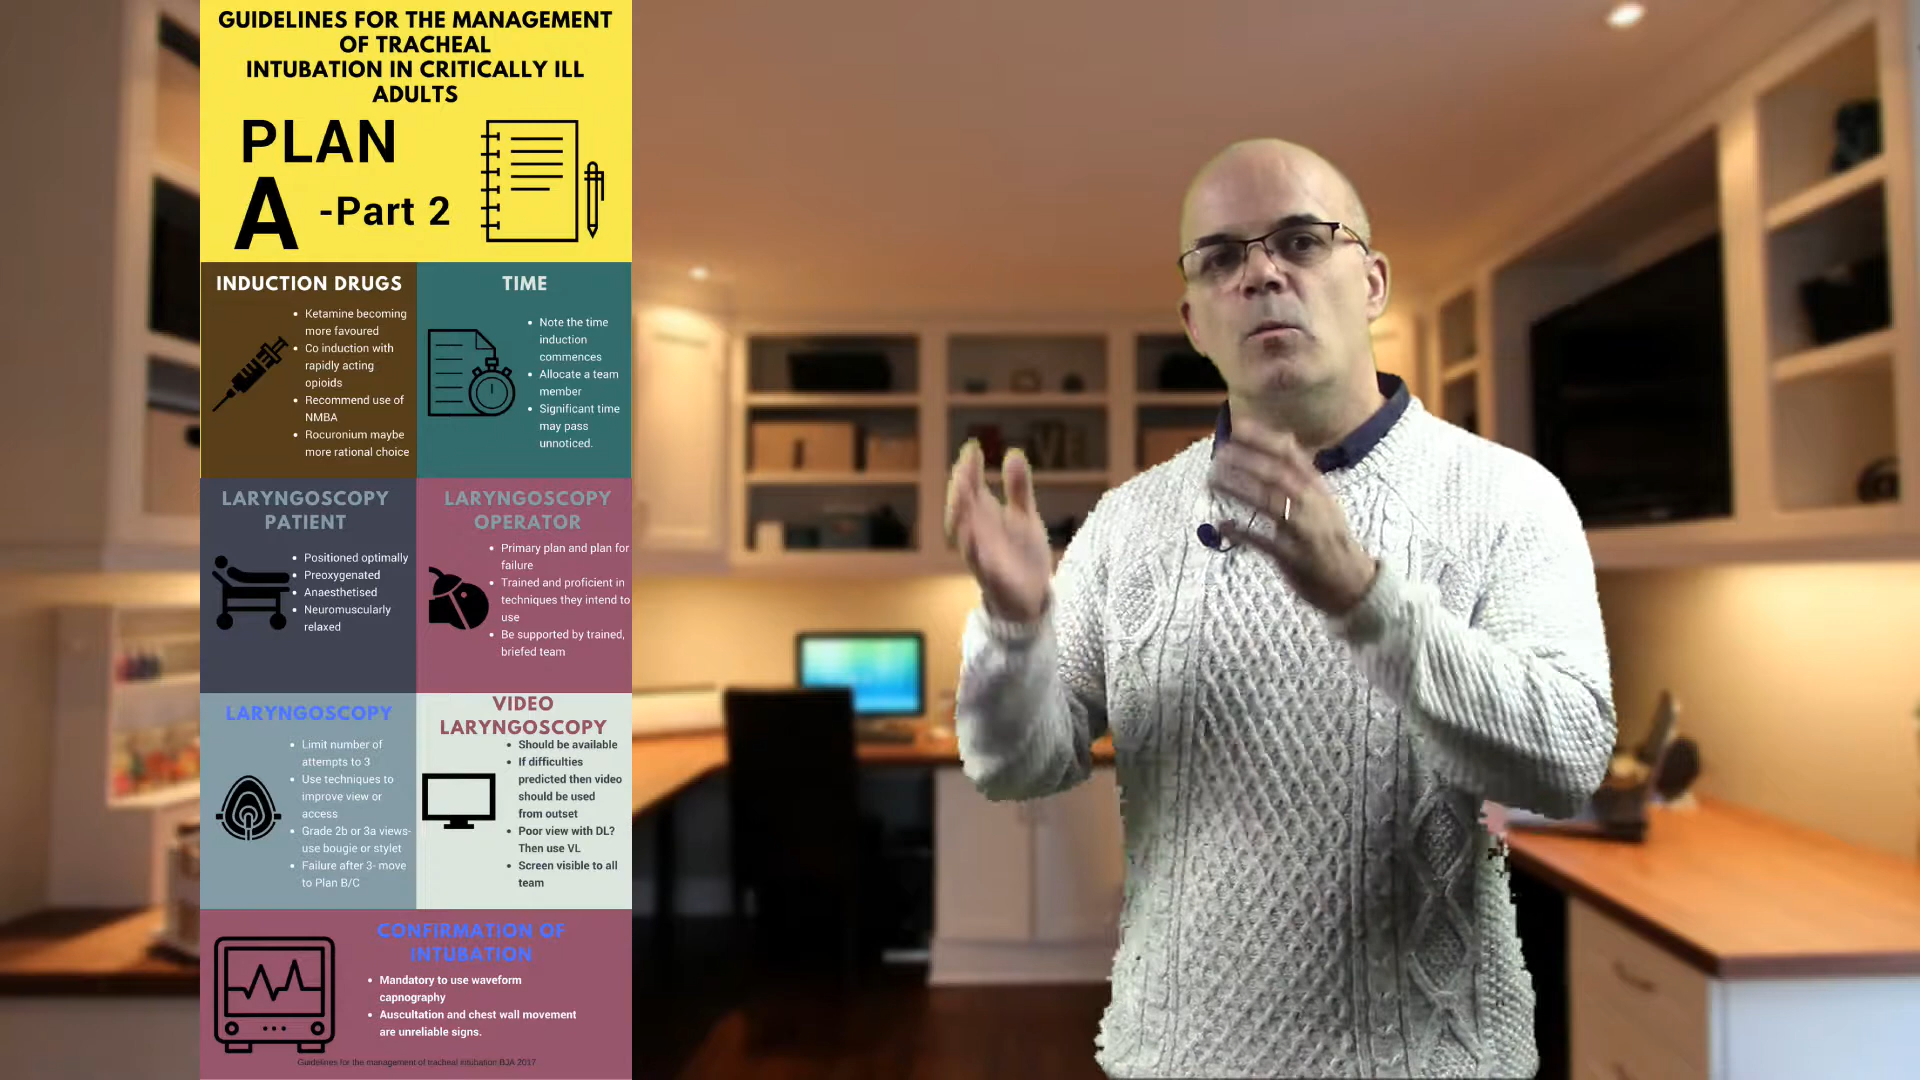 GUIDELINES FOR THE MANAGEMENT
OF TRACHEAL
INTUBATION IN CRITICALLY ILL
ADULTS
PLAN
A -Part 2
INDUCTION DRUGS
• Ketamine becoming
more favoured
• Co induction with
rapidly acting
opioids
• Recommend use of
NMBA
• Rocuronium maybe
more rational choice
TIME
• Note the time
induction
commences
• Allocate a team
member
• Significant time
may pass
unnoticed.
LARYNGOSCOPY
PATIENT
• Positioned optimally
• Preoxygenated
• Anaesthetised
• Neuromuscularly
relaxed
LARYNGOSCOPY
OPERATOR
• Primary plan and plan for
failure
• Trained and proficient in
techniques they intend to
use
• Be supported by trained,
briefed team
LARYNGOSCOPY
• Limit number of
attempts to 3
• Use techniques to
improve view or
access
• Grade 2b or 3a views-
use bougie or stylet
• Failure after 3- move
to Plan B/C
VIDEO
LARYNGOSCOPY
• Should be available
• If difficulties
predicted then video
should be used
from outset
• Poor view with DL?
Then use VL
• Screen visible to all
team
CONFIRMATION OF
INTUBATION
• Mandatory to use waveform
capnography
• Auscultation and chest wall movement
are unreliable signs.
Guidelines for the management of tracheal intubation BJA 2017